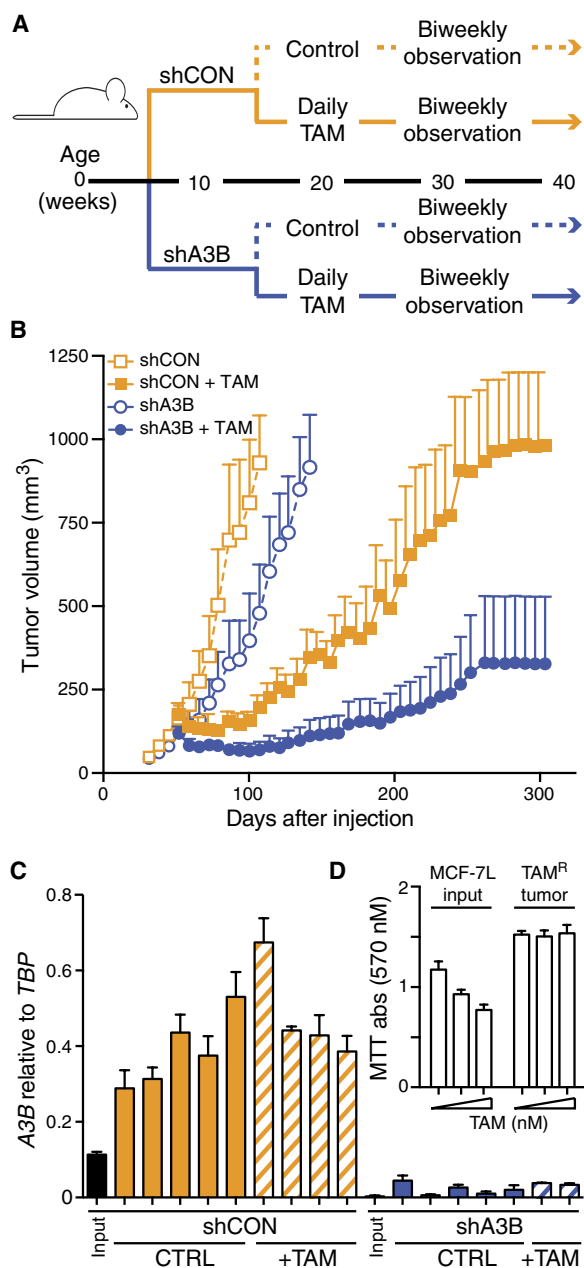 A
shCON
Control
Biweekly
observation
Daily
TAM
Biweekly
observation
Age
(weeks)
0
10
20
30
40
shA3B
Control
Biweekly
observation
Daily
TAM
Biweekly
observation
B
Tumor volume (mm³)
1250
1000
750
500
250
0
shCON
shCON + TAM
shA3B
shA3B + TAM
0
100
200
300
Days after injection
C
A3B relative to TBP
0.8
0.6
0.4
0.2
0
Input
CTRL
+TAM
shCON
Input
CTRL
+TAM
shA3B
D
MCF-7L
input
TAMᴿ
tumor
MTT abs (570 nM)
2
1
0
TAM (nM)